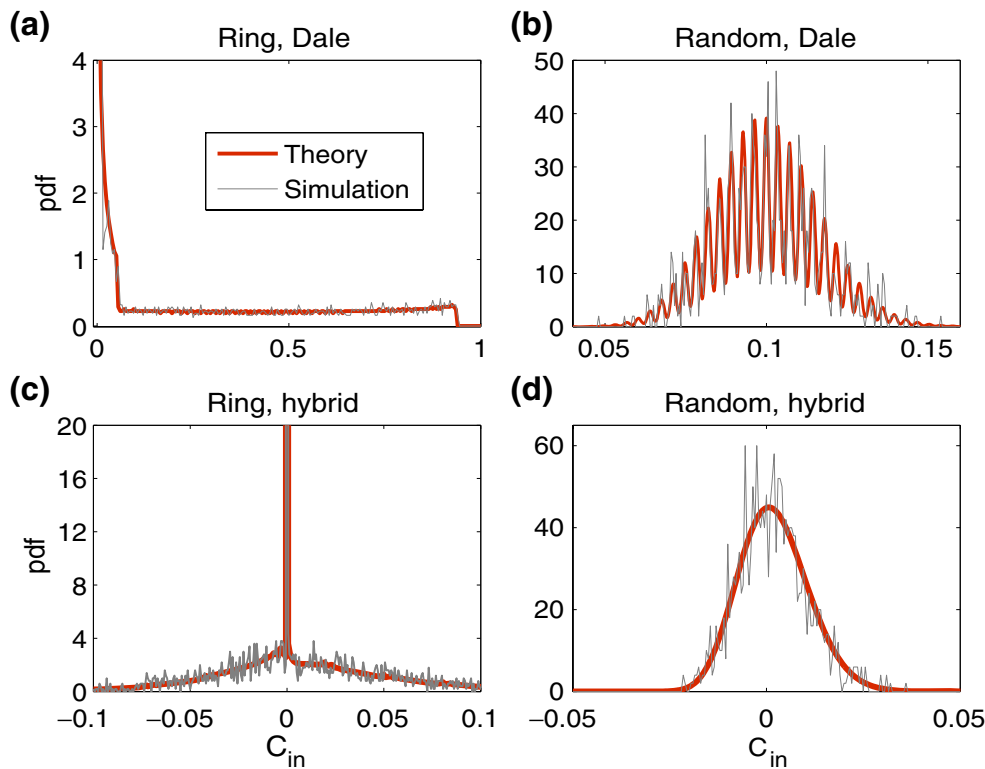 (a)
Ring, Dale
4
3
2
1
0
pdf
0
0.5
1
Theory
Simulation
(b)
Random, Dale
50
40
30
20
10
0
0.05
0.1
0.15
(c)
Ring, hybrid
20
16
12
8
4
0
pdf
−0.1
−0.05
0
0.05
0.1
C_in
(d)
Random, hybrid
60
40
20
0
−0.05
0
0.05
C_in